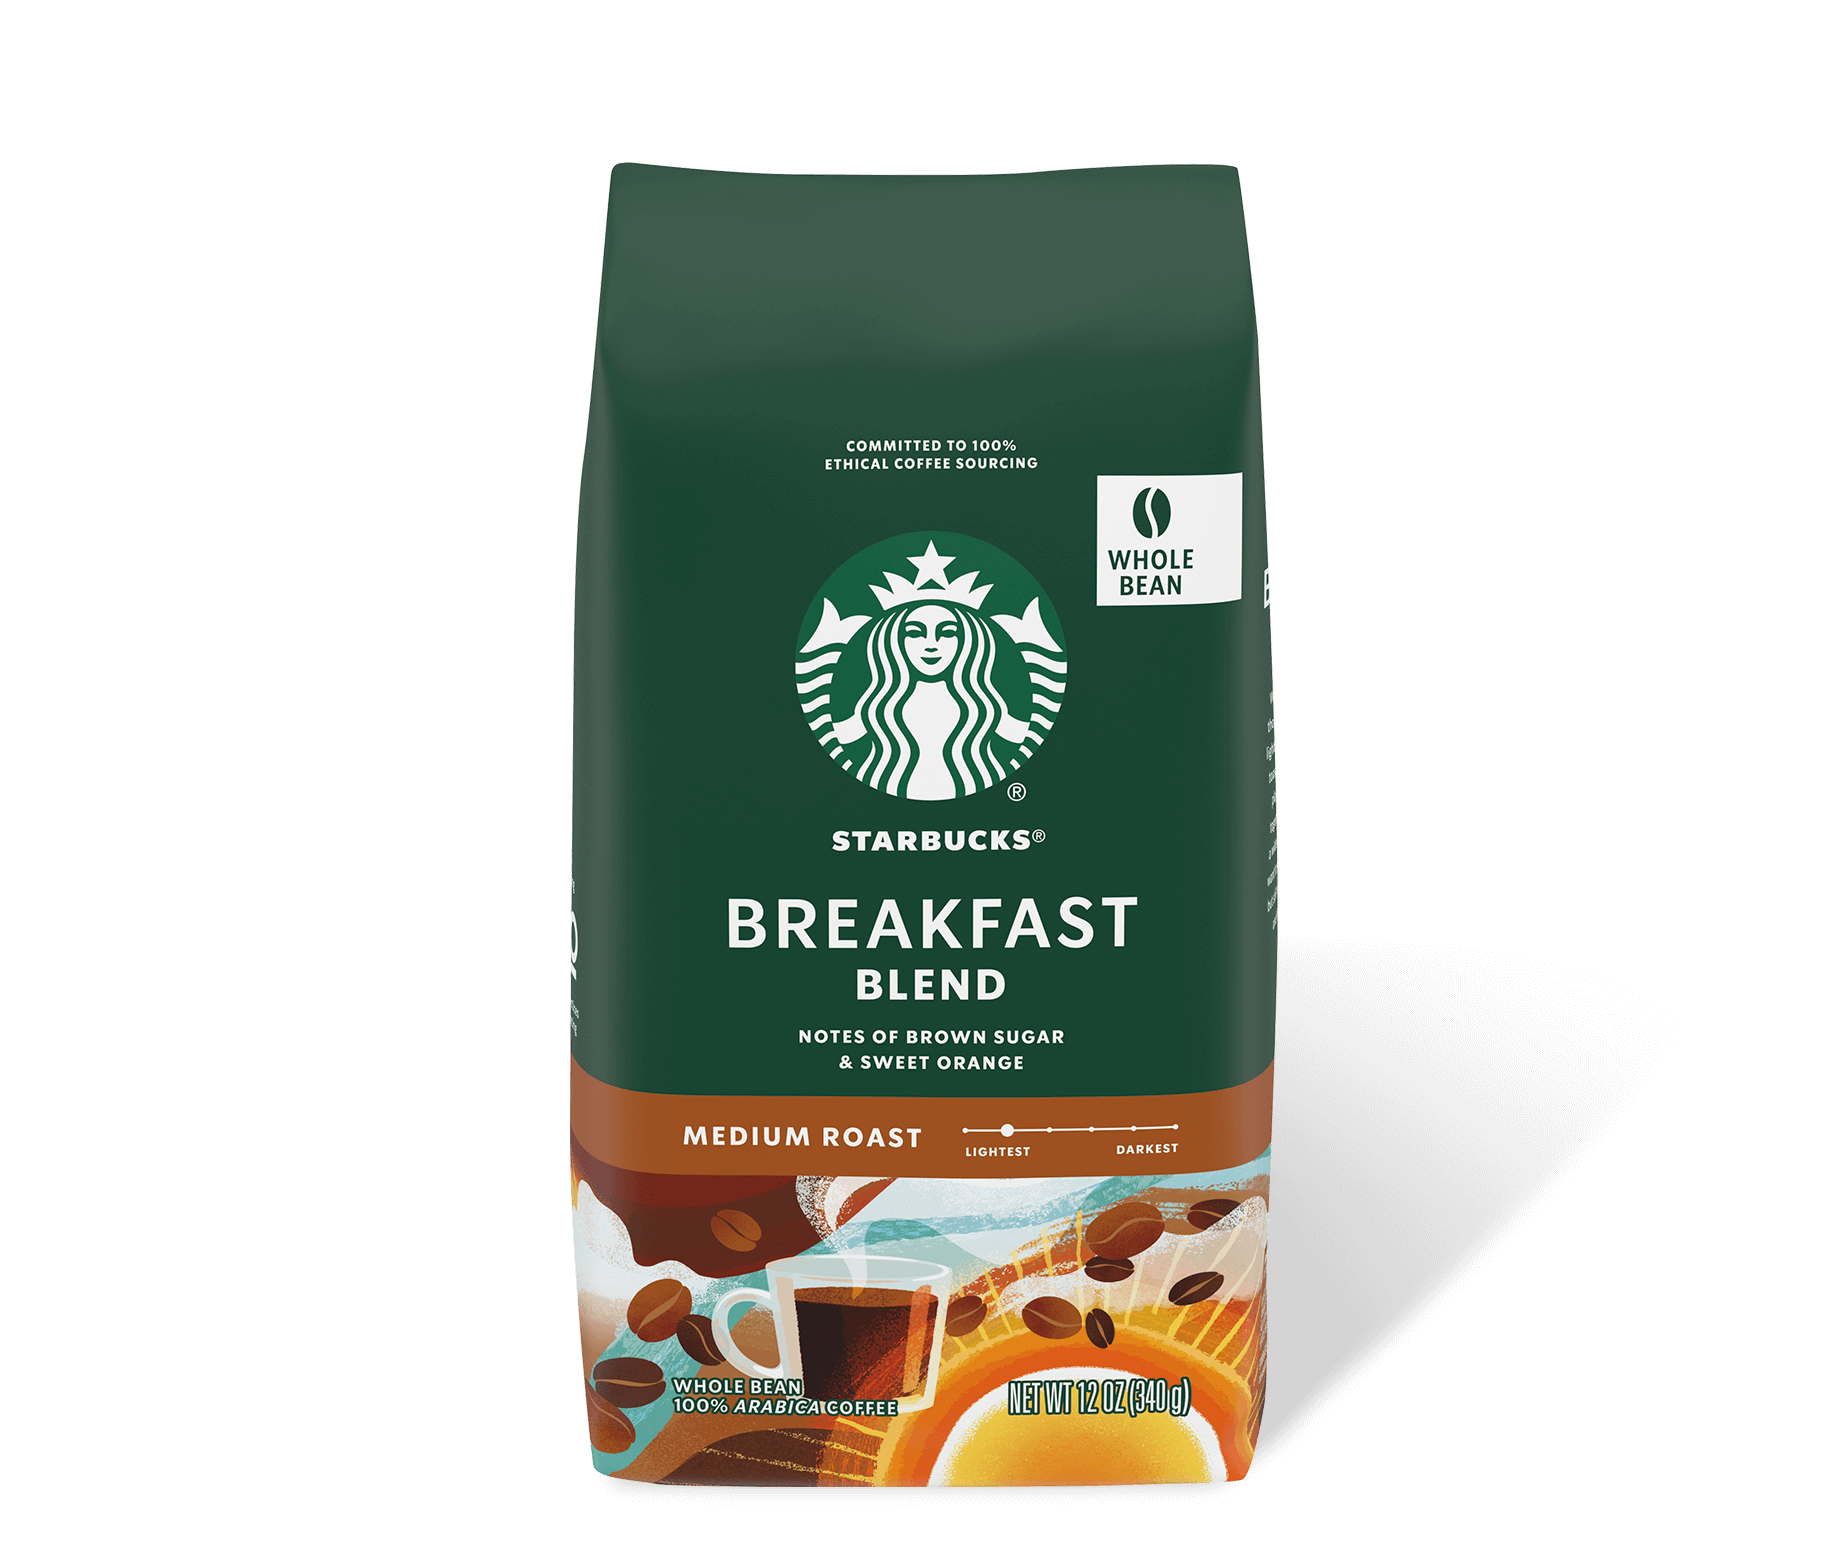 COMMITTED TO 100%
ETHICAL COFFEE SOURCING
WHOLE
BEAN
®
STARBUCKS®
BREAKFAST
BLEND
NOTES OF BROWN SUGAR
& SWEET ORANGE
MEDIUM ROAST
LIGHTEST DARKEST
WHOLE BEAN
100% ARABICA COFFEE
NET WT 12 OZ (340 g)